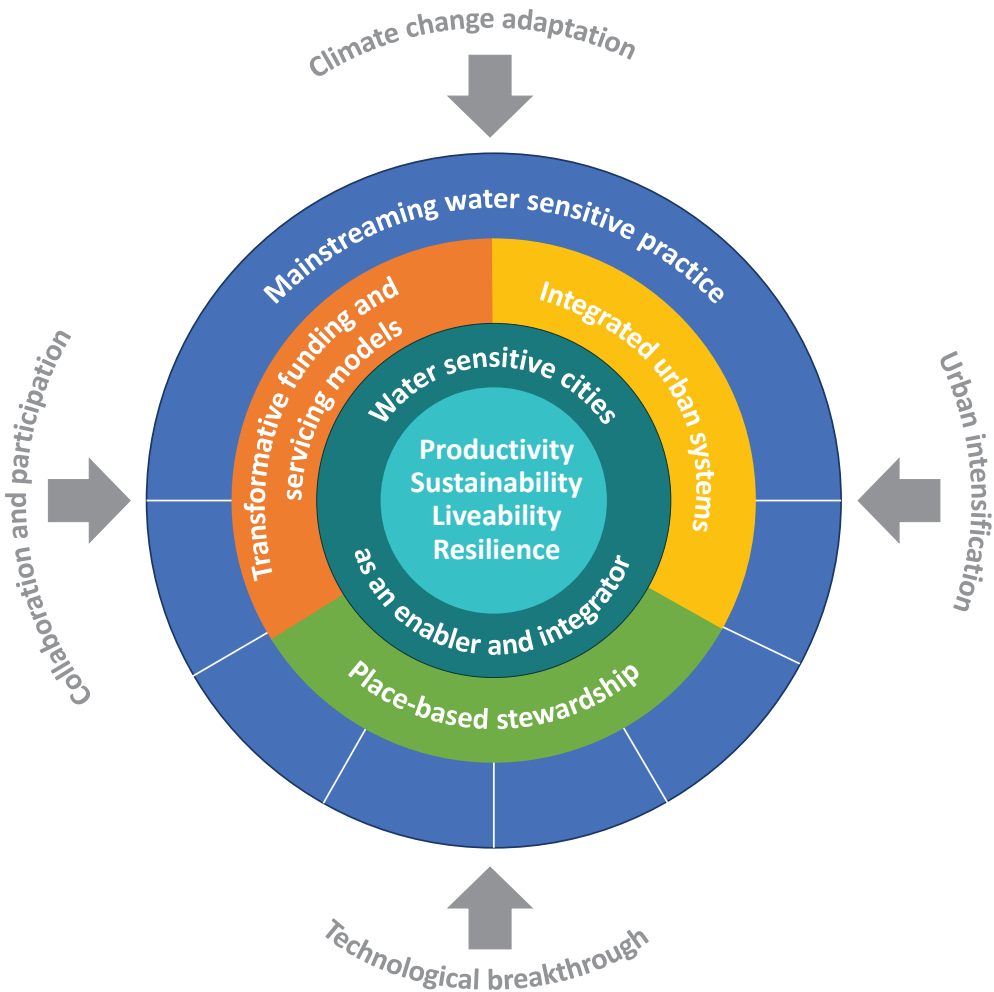 Climate change adaptation
Mainstreaming water sensitive practice
Transformative funding and
servicing models
Integrated urban systems
Water sensitive cities
Productivity
Sustainability
Liveability
Resilience
as an enabler and integrator
Place-based stewardship
Collaboration and participation
Urban intensification
Technological breakthrough